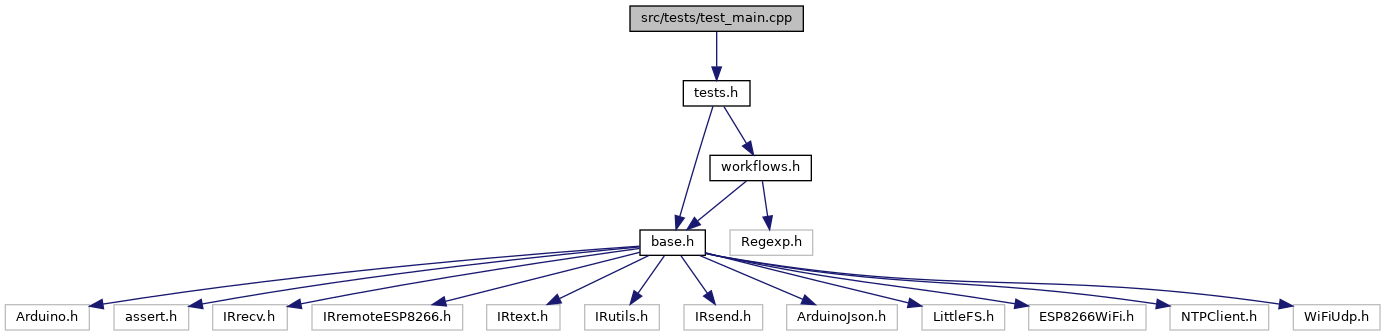 src/tests/test_main.cpp
tests.h
workflows.h
base.h
Regexp.h
Arduino.h
assert.h
IRrecv.h
IRremoteESP8266.h
IRtext.h
IRutils.h
IRsend.h
ArduinoJson.h
LittleFS.h
ESP8266WiFi.h
NTPClient.h
WiFiUdp.h